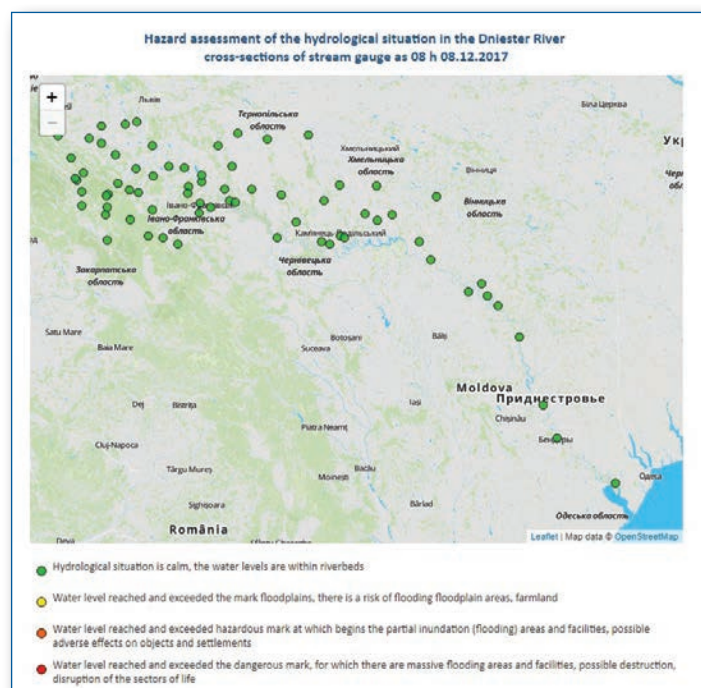 Hazard assessment of the hydrological situation in the Dniester River
cross-sections of stream gauge as 08 h 08.12.2017
+
−
Львів
Тернопільська
область
Біла Церква
Хмельницький
Хмельницька
область
Вінниця
Вінницька
область
Івано-Франківська
область
Кам'янець-Подільський
Чернівецька
область
Закарпатська
область
Satu Mare
Baia Mare
Botoșani
Suceava
Bălți
Moldova
Приднестровье
Iași
Chișinău
Dej
Bistrița
Piatra Neamț
Бендеры
Cluj-Napoca
Târgu Mureș
Bacău
Moinești
Одеса
Sighișoara
Bârlad
Одеська область
România
Deva
Leaflet | Map data © OpenStreetMap
Hydrological situation is calm, the water levels are within riverbeds
Water level reached and exceeded the mark floodplains, there is a risk of flooding floodplain areas, farmland
Water level reached and exceeded hazardous mark at which begins the partial inundation (flooding) areas and facilities, possible
adverse effects on objects and settlements
Water level reached and exceeded the dangerous mark, for which there are massive flooding areas and facilities, possible destruction,
disruption of the sectors of life